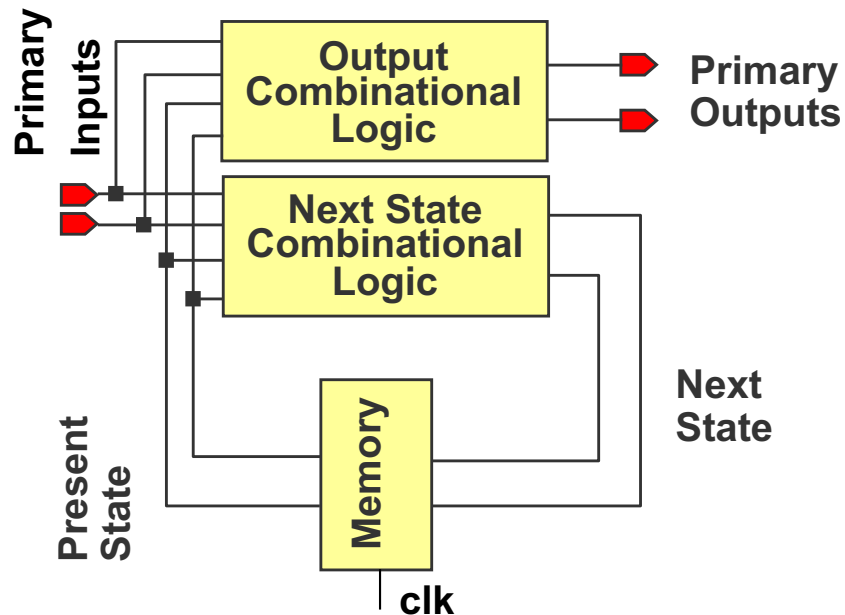 Primary
Inputs
Output
Combinational
Logic
Primary
Outputs
Next State
Combinational
Logic
Next
State
Present
State
Memory
clk